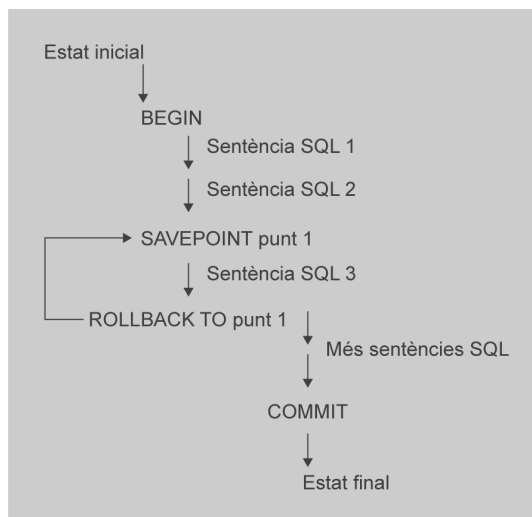 Estat inicial
BEGIN
Sentència SQL 1
Sentència SQL 2
SAVEPOINT punt 1
Sentència SQL 3
ROLLBACK TO punt 1
Més sentències SQL
COMMIT
Estat final